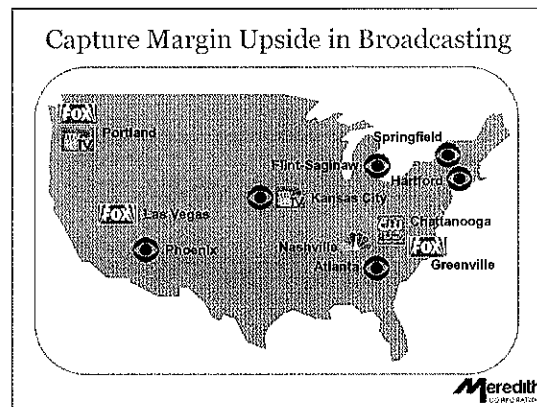 Capture Margin Upside in Broadcasting
FOX
Portland
Springfield
Flint-Saginaw
Hartford
Kansas City
FOX
Las Vegas
Chattanooga
Phoenix
Nashville
FOX
Atlanta
Greenville
Meredith
CORPORATION